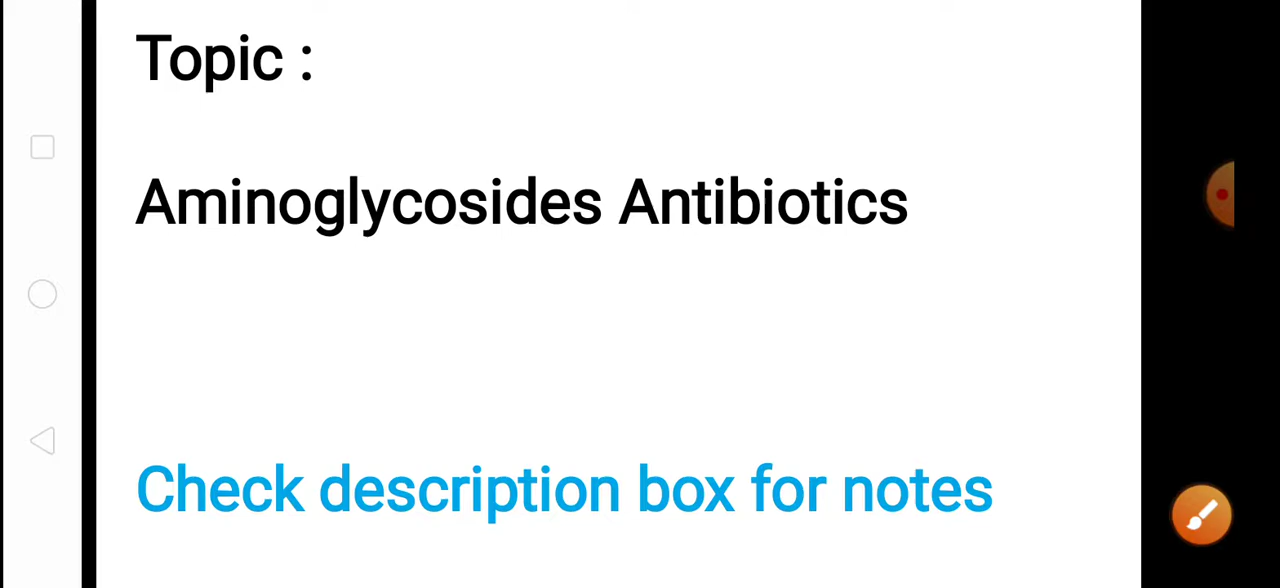 Topic :
Aminoglycosides Antibiotics
Check description box for notes